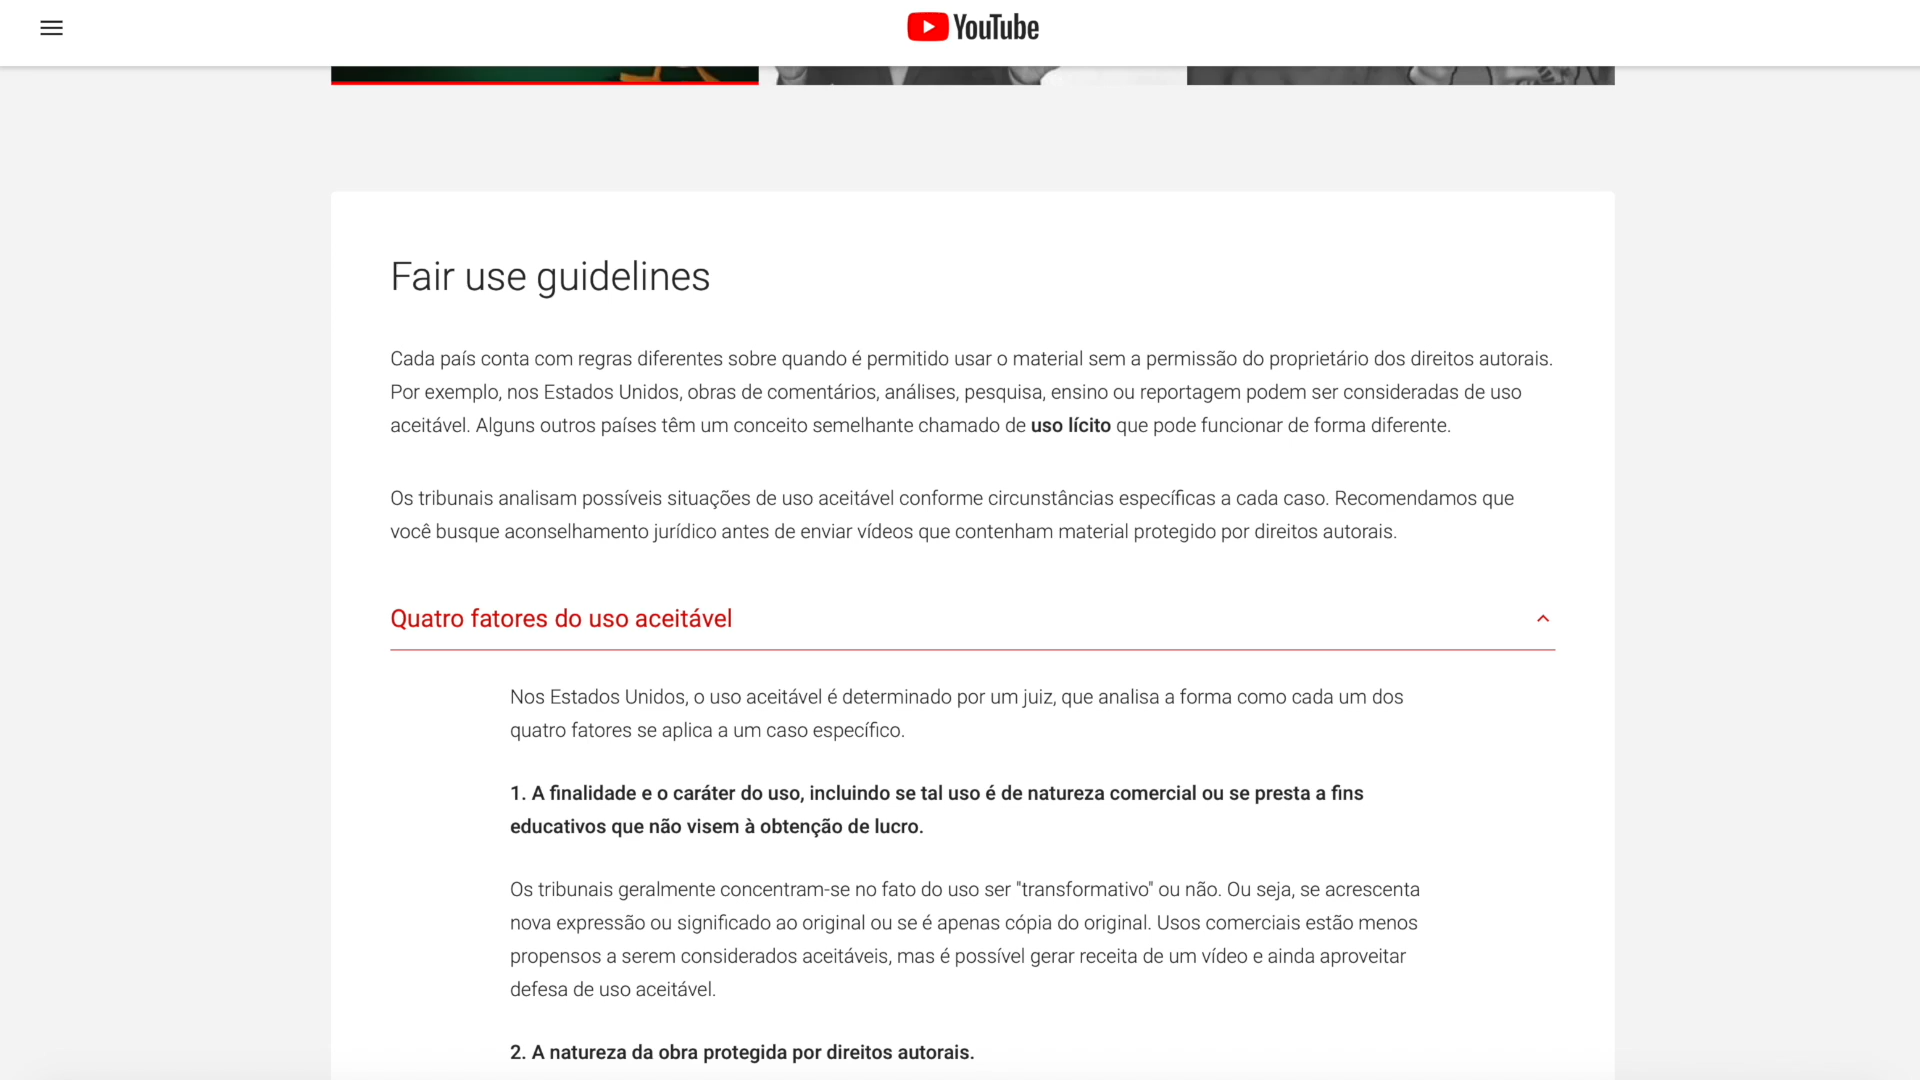 YouTube
Fair use guidelines
Cada país conta com regras diferentes sobre quando é permitido usar o material sem a permissão do proprietário dos direitos autorais.
Por exemplo, nos Estados Unidos, obras de comentários, análises, pesquisa, ensino ou reportagem podem ser consideradas de uso
aceitável. Alguns outros países têm um conceito semelhante chamado de uso lícito que pode funcionar de forma diferente.
Os tribunais analisam possíveis situações de uso aceitável conforme circunstâncias específicas a cada caso. Recomendamos que
você busque aconselhamento jurídico antes de enviar vídeos que contenham material protegido por direitos autorais.
Quatro fatores do uso aceitável
Nos Estados Unidos, o uso aceitável é determinado por um juiz, que analisa a forma como cada um dos
quatro fatores se aplica a um caso específico.
1. A finalidade e o caráter do uso, incluindo se tal uso é de natureza comercial ou se presta a fins
educativos que não visem à obtenção de lucro.
Os tribunais geralmente concentram-se no fato do uso ser "transformativo" ou não. Ou seja, se acrescenta
nova expressão ou significado ao original ou se é apenas cópia do original. Usos comerciais estão menos
propensos a serem considerados aceitáveis, mas é possível gerar receita de um vídeo e ainda aproveitar
defesa de uso aceitável.
2. A natureza da obra protegida por direitos autorais.